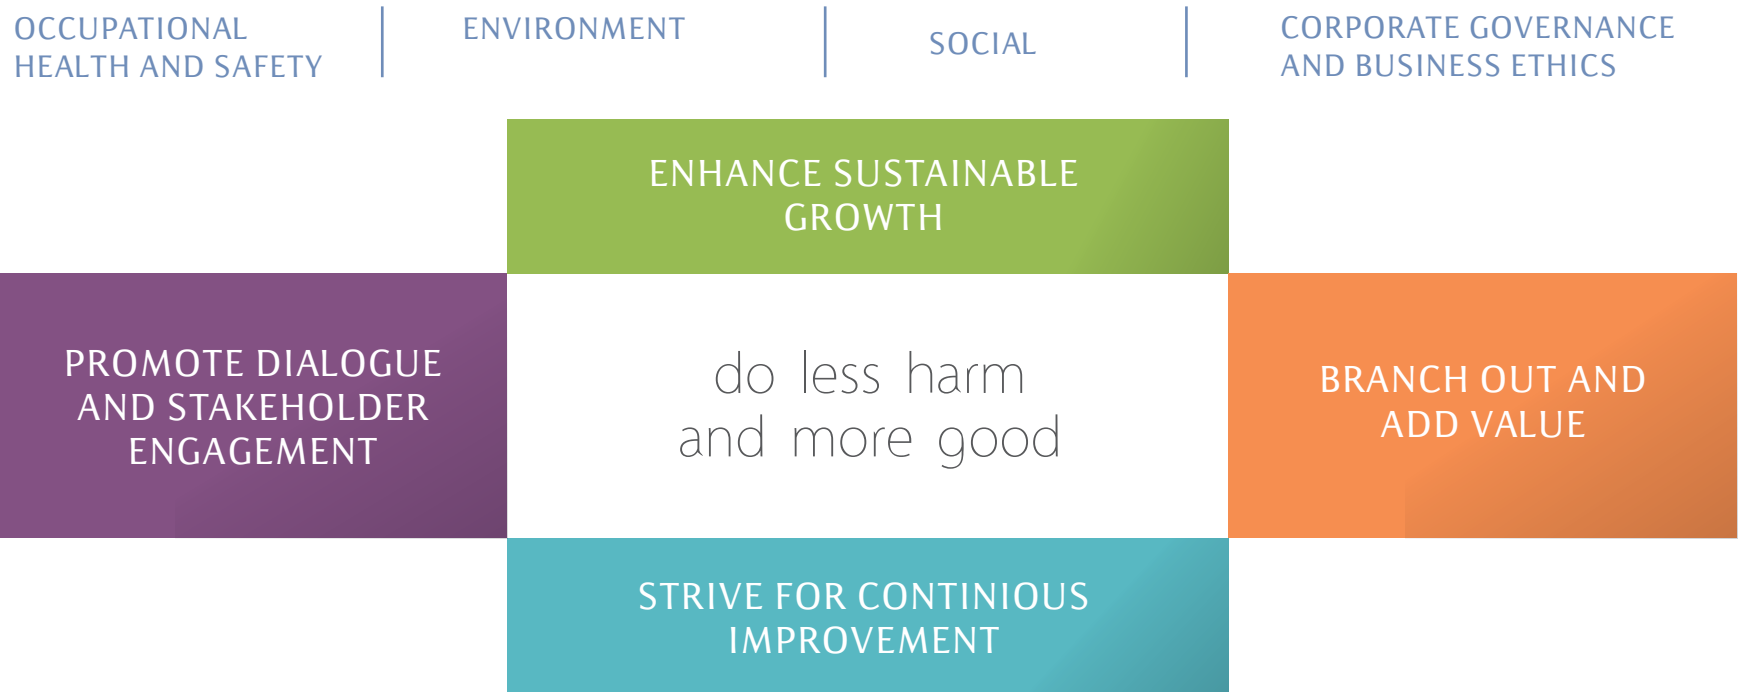 OCCUPATIONAL
HEALTH AND SAFETY
ENVIRONMENT
SOCIAL
CORPORATE GOVERNANCE
AND BUSINESS ETHICS
ENHANCE SUSTAINABLE
GROWTH
PROMOTE DIALOGUE
AND STAKEHOLDER
ENGAGEMENT
do less harm
and more good
BRANCH OUT AND
ADD VALUE
STRIVE FOR CONTINIOUS
IMPROVEMENT